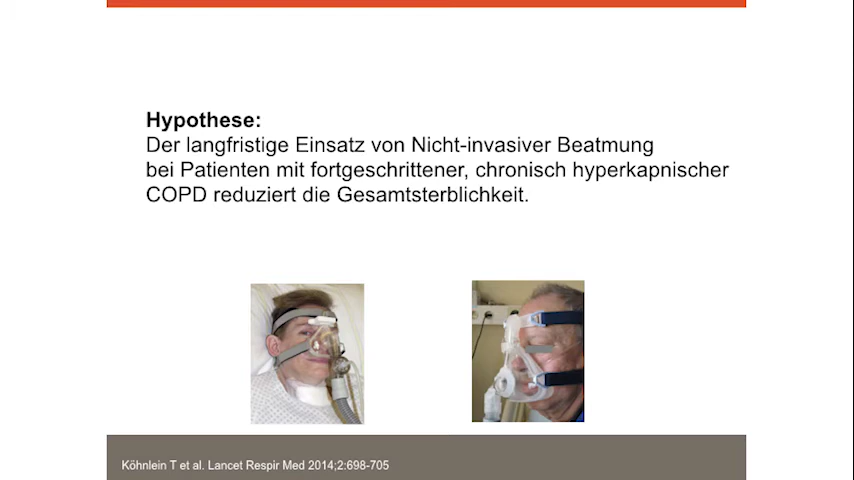 Hypothese:
Der langfristige Einsatz von Nicht-invasiver Beatmung
bei Patienten mit fortgeschrittener, chronisch hyperkapnischer
COPD reduziert die Gesamtsterblichkeit.
Köhnlein T et al. Lancet Respir Med 2014;2:698-705